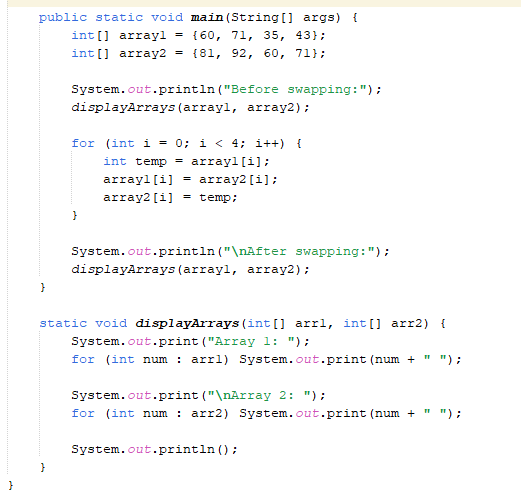 public static void main(String[] args) {
int[] array1 = {60, 71, 35, 43};
int[] array2 = {81, 92, 60, 71};
System.out.println("Before swapping:");
displayArrays(array1, array2);
for (int i = 0; i < 4; i++) {
int temp = array1[i];
array1[i] = array2[i];
array2[i] = temp;
}
System.out.println("\nAfter swapping:");
displayArrays(array1, array2);
}
static void displayArrays(int[] arr1, int[] arr2) {
System.out.print("Array 1: ");
for (int num : arr1) System.out.print(num + " ");
System.out.print("\nArray 2: ");
for (int num : arr2) System.out.print(num + " ");
System.out.println();
}
}